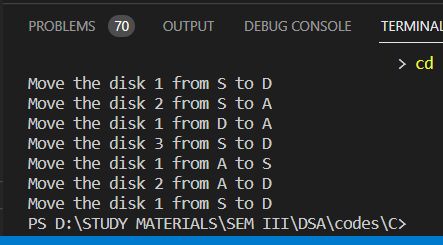 PROBLEMS 70 OUTPUT DEBUG CONSOLE TERMINAL
> cd
Move the disk 1 from S to D
Move the disk 2 from S to A
Move the disk 1 from D to A
Move the disk 3 from S to D
Move the disk 1 from A to S
Move the disk 2 from A to D
Move the disk 1 from S to D
PS D:\STUDY MATERIALS\SEM III\DSA\codes\C>